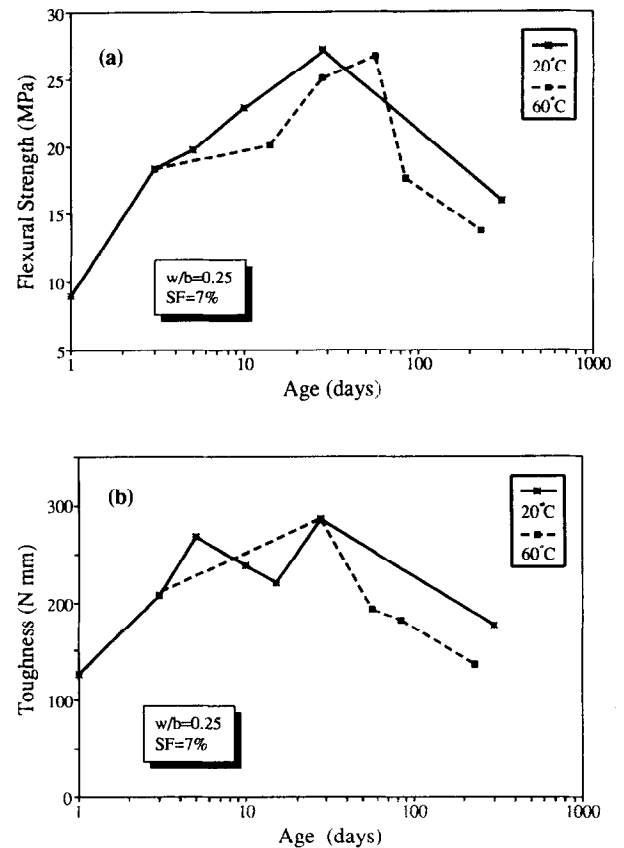 30
25
20
15
10
5
Flexural Strength (MPa)
(a)
20°C
60°C
w/b=0.25
SF=7%
1
10
100
1000
Age (days)
300
200
100
0
Toughness (N mm)
(b)
20°C
60°C
w/b=0.25
SF=7%
1
10
100
1000
Age (days)